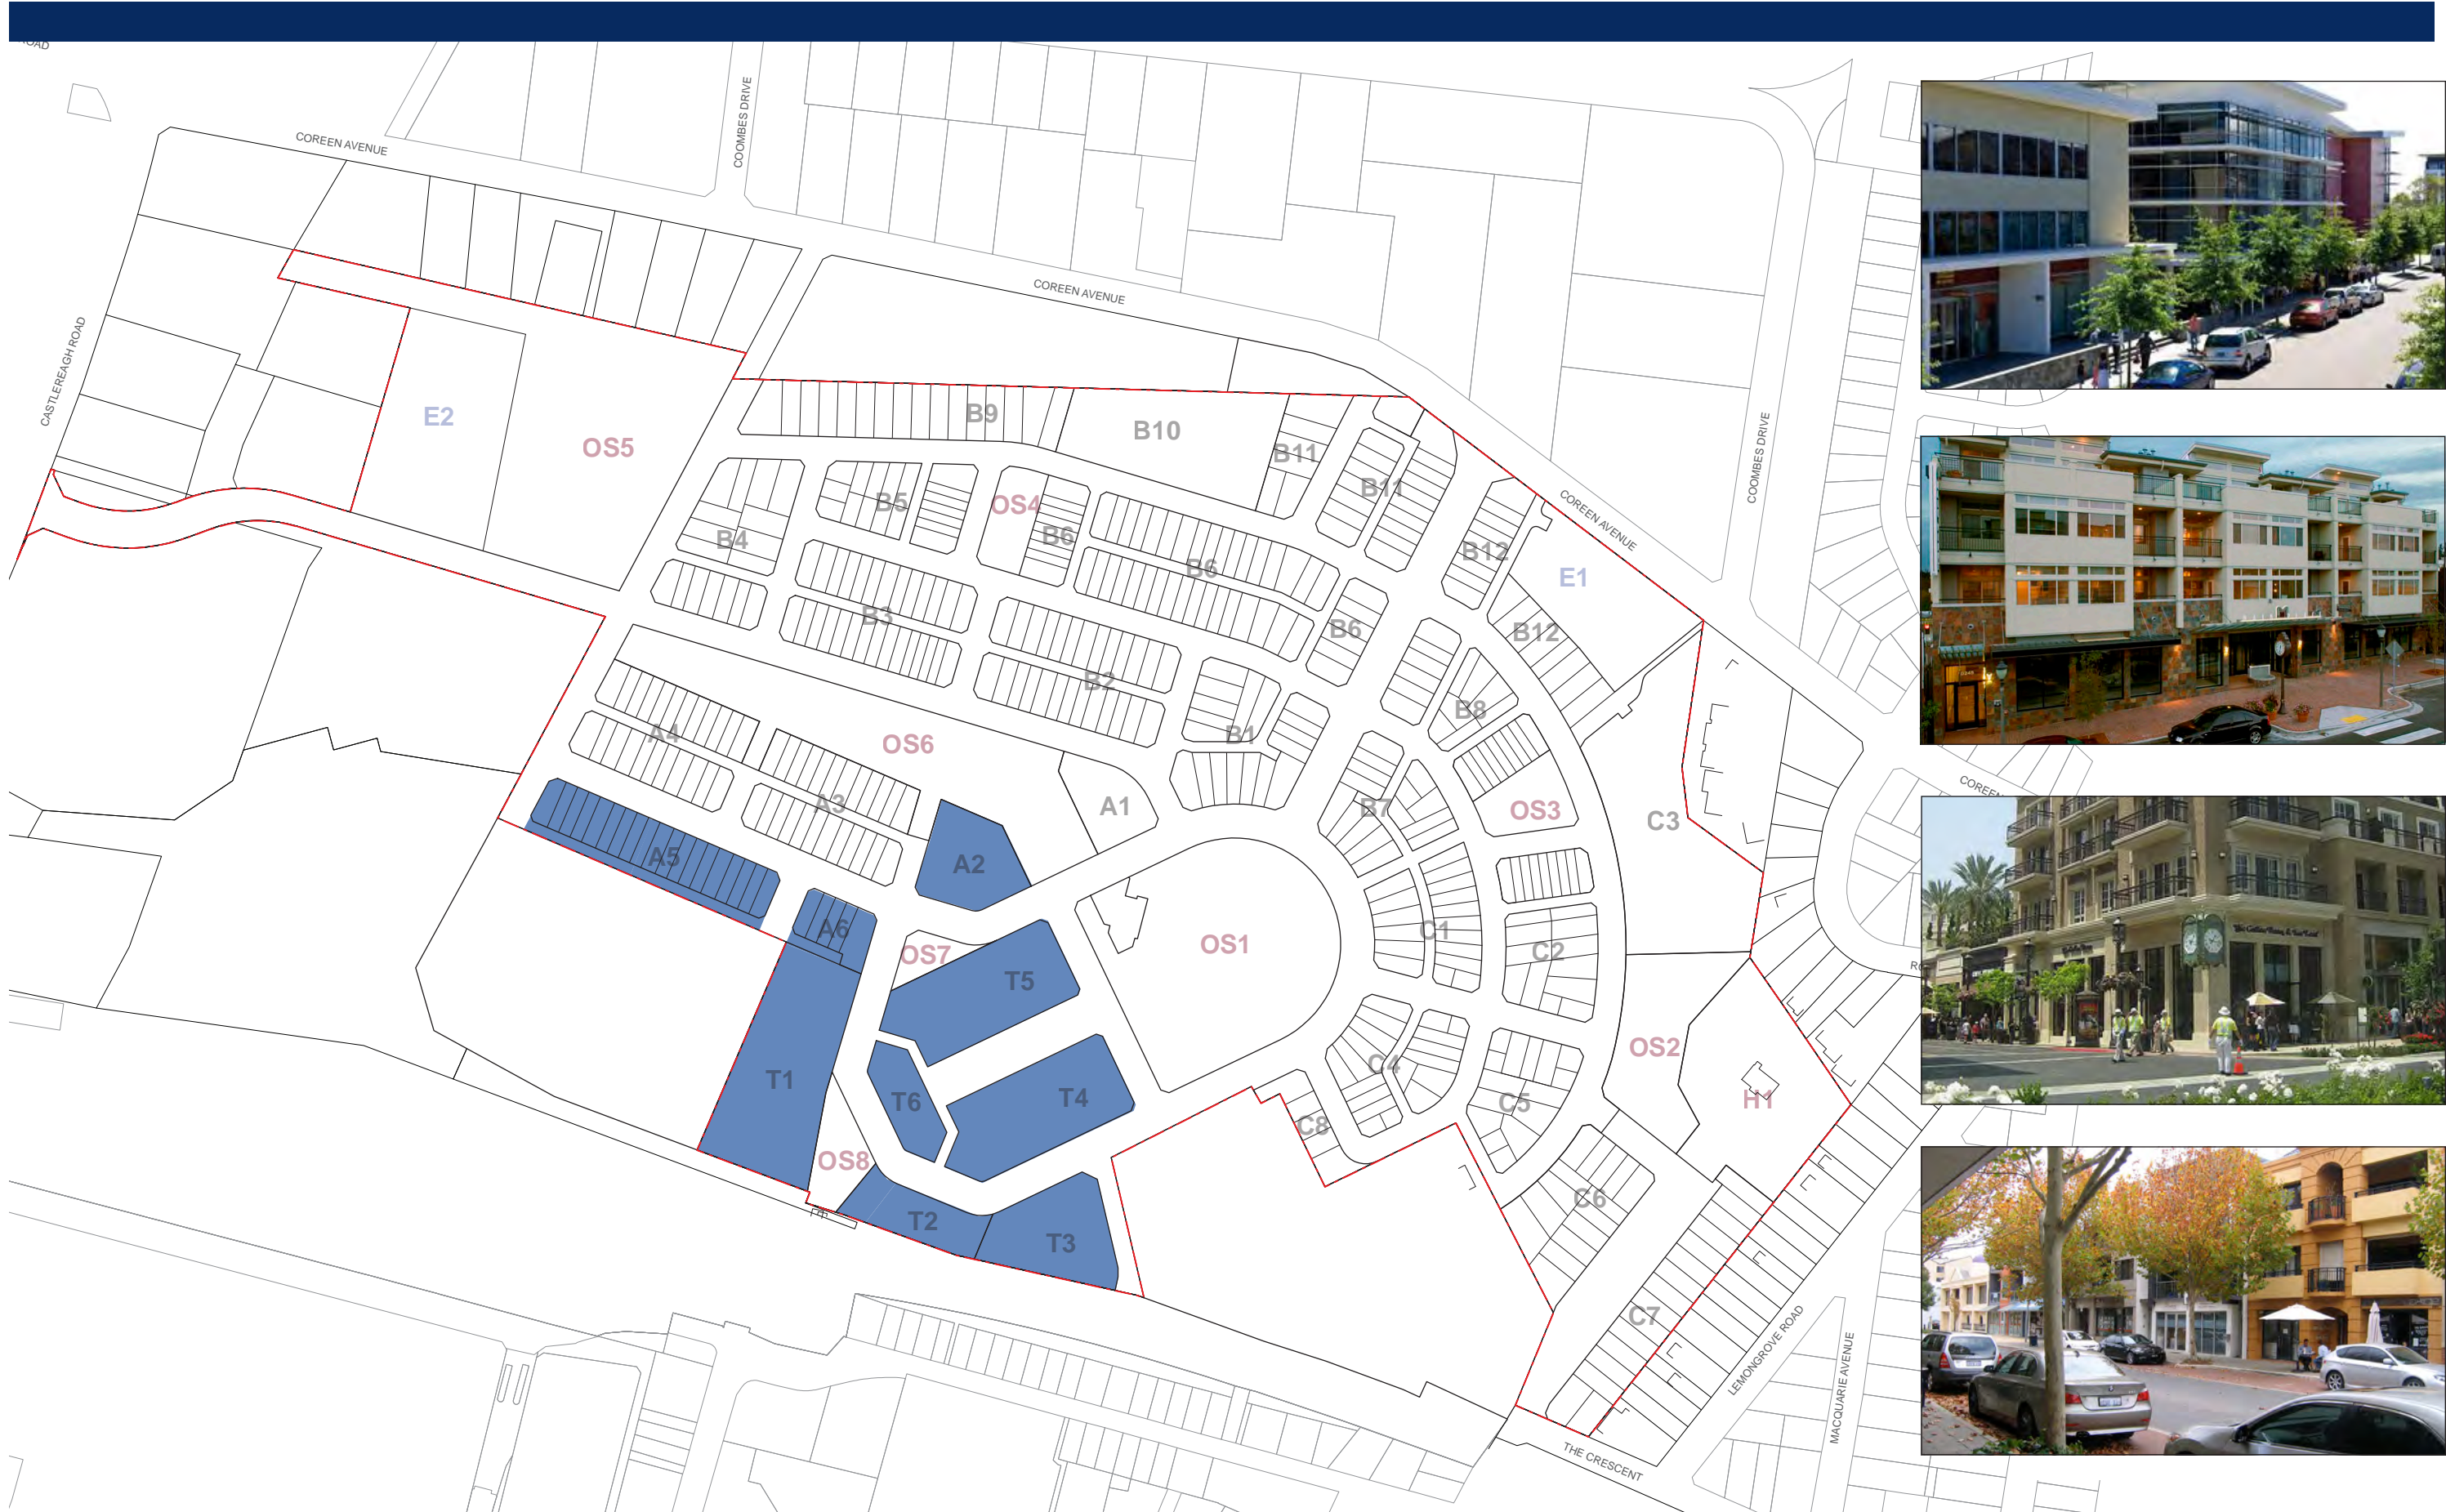 COREEN AVENUE
COOMBES DRIVE
COREEN AVENUE
CASTLEREAGH ROAD
E2
OS5
B9
B10
B11
B11
COOMBES DRIVE
COREEN AVENUE
B5
OS4
B6
B4
B12
B6
E1
B3
B6
B12
B2
B8
B1
A4
OS6
A3
A1
B7
OS3
C3
A5
A2
A6
OS7
OS1
C1
C2
T5
T1
T6
T4
C4
OS2
C5
H1
C8
OS8
T2
T3
C6
C7
LEMONGROVE ROAD
MACQUARIE AVENUE
THE CRESCENT
COREEN